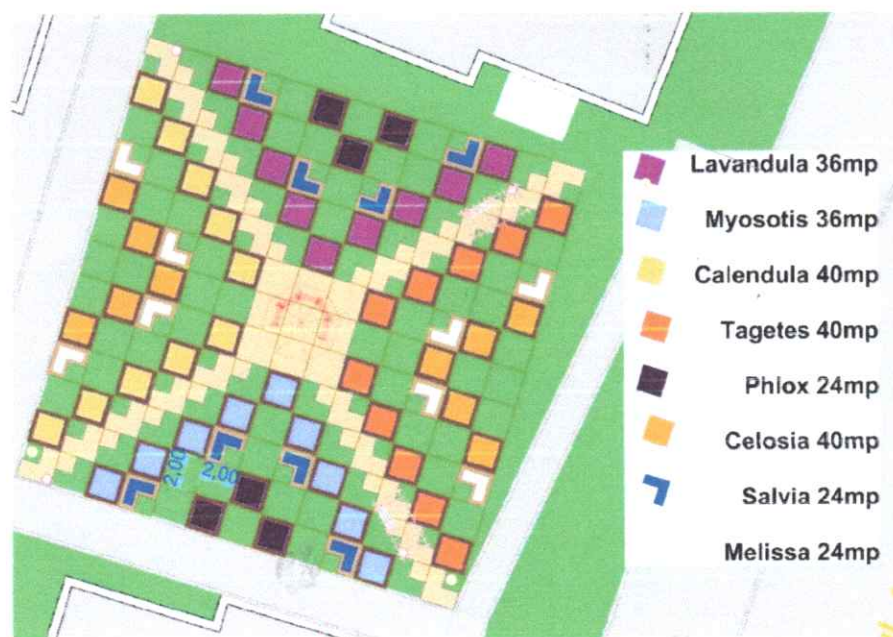 Lavandula 36mp
Myosotis 36mp
Calendula 40mp
Tagetes 40mp
Phlox 24mp
Celosia 40mp
Salvia 24mp
Melissa 24mp
2,00
2,00